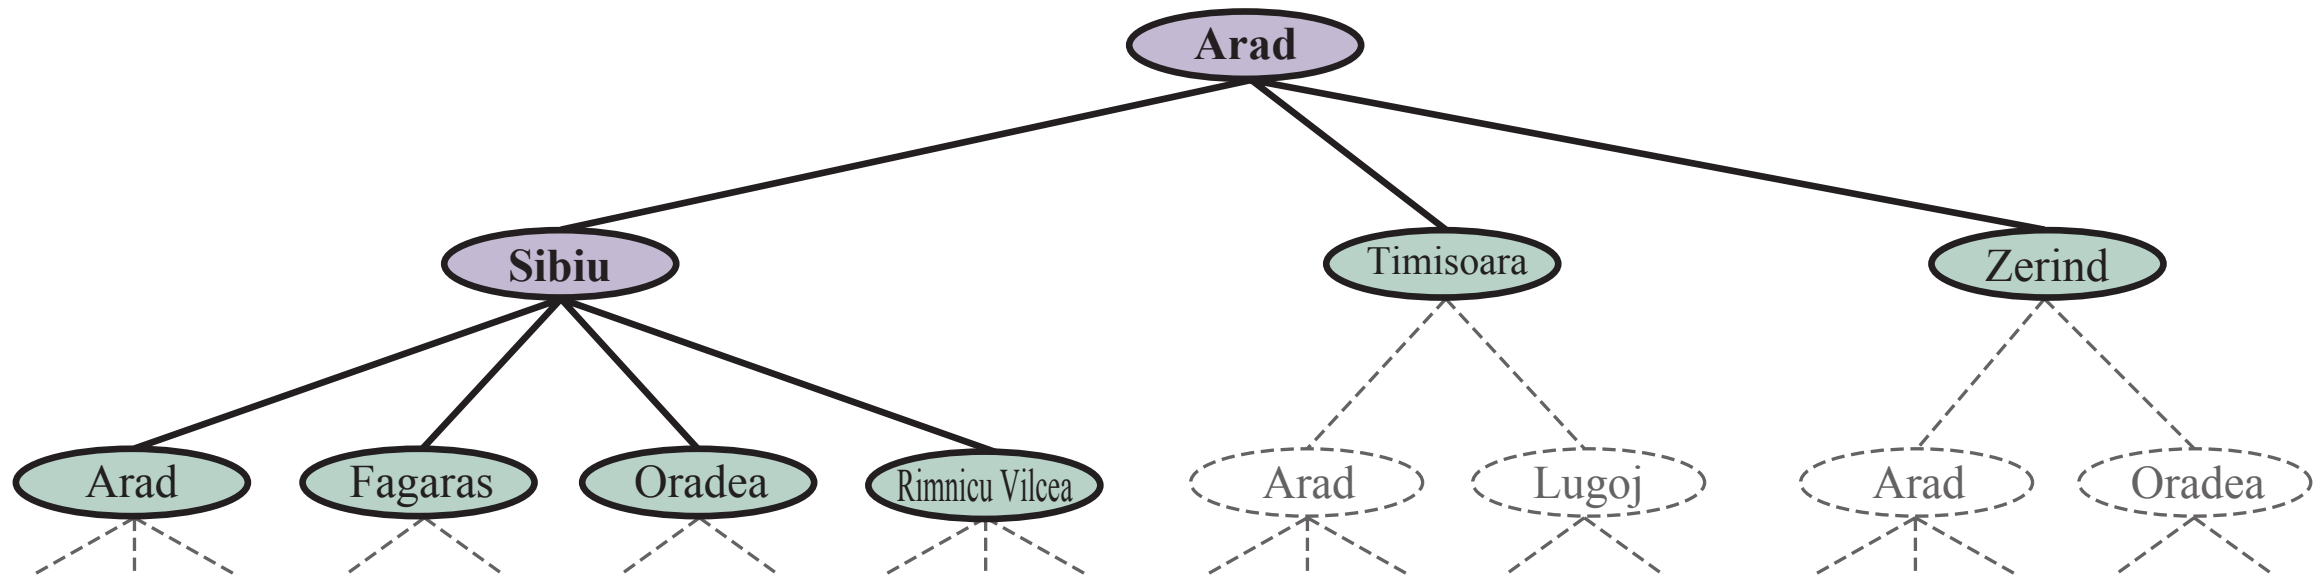 Arad
Sibiu
Timisoara
Zerind
Arad
Fagaras
Oradea
Rimnicu Vilcea
Arad
Lugoj
Arad
Oradea